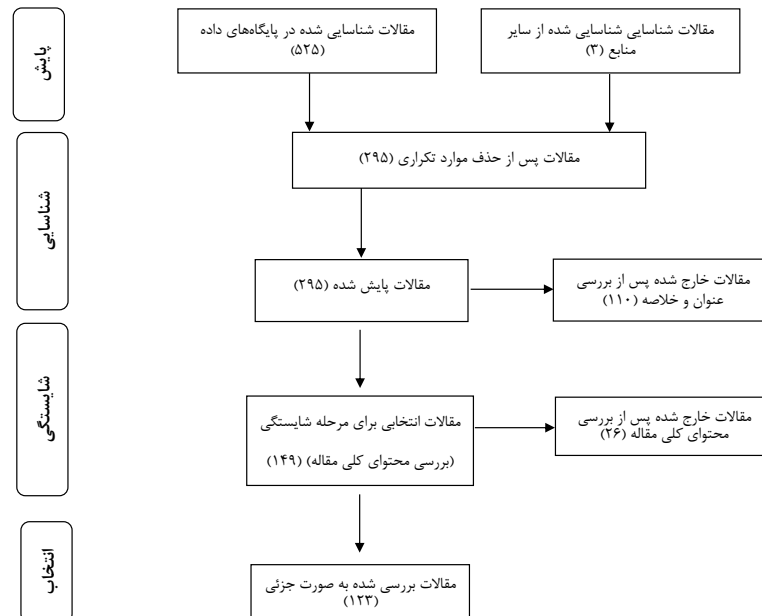 پایش
مقالات شناسایی شناسایی شده از سایر
منابع (۳)
مقالات شناسایی شده در پایگاه‌های داده
(۵۲۵)
شناسایی
مقالات پس از حذف موارد تکراری (۲۹۵)
مقالات پایش شده (۲۹۵)
مقالات خارج شده پس از بررسی
عنوان و خلاصه (۱۱۰)
شایستگی
مقالات انتخابی برای مرحله شایستگی
(بررسی محتوای کلی مقاله) (۱۴۹)
مقالات خارج شده پس از بررسی
محتوای کلی مقاله (۲۶)
انتخاب
مقالات بررسی شده به صورت جزئی
(۱۲۳)